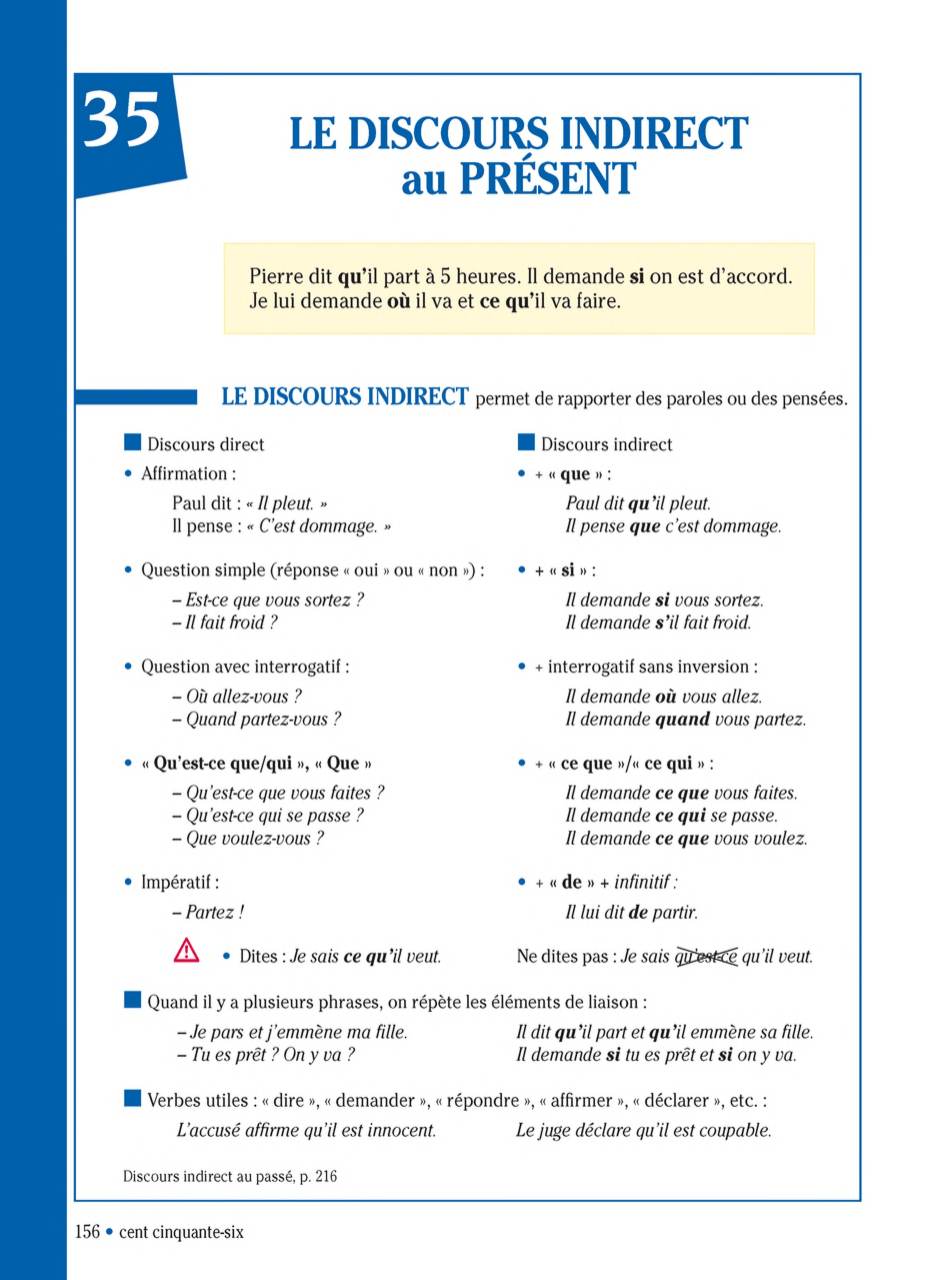 35
LE DISCOURS INDIRECT
au PRÉSENT
Pierre dit qu’il part à 5 heures. Il demande si on est d’accord.
Je lui demande où il va et ce qu’il va faire.
LE DISCOURS INDIRECT permet de rapporter des paroles ou des pensées.
■ Discours direct
■ Discours indirect
• Affirmation :
• + « que » :
Paul dit : « Il pleut. »
Paul dit qu’il pleut.
Il pense : « C’est dommage. »
Il pense que c’est dommage.
• Question simple (réponse « oui » ou « non ») :
• + « si » :
– Est-ce que vous sortez ?
Il demande si vous sortez.
– Il fait froid ?
Il demande s’il fait froid.
• Question avec interrogatif :
• + interrogatif sans inversion :
– Où allez-vous ?
Il demande où vous allez.
– Quand partez-vous ?
Il demande quand vous partez.
• « Qu’est-ce que/qui », « Que »
• + « ce que »/« ce qui » :
– Qu’est-ce que vous faites ?
Il demande ce que vous faites.
– Qu’est-ce qui se passe ?
Il demande ce qui se passe.
– Que voulez-vous ?
Il demande ce que vous voulez.
• Impératif :
• + « de » + infinitif :
– Partez !
Il lui dit de partir.
• Dites : Je sais ce qu’il veut.
Ne dites pas : Je sais qu’est-ce qu’il veut.
■ Quand il y a plusieurs phrases, on répète les éléments de liaison :
– Je pars et j’emmène ma fille.
Il dit qu’il part et qu’il emmène sa fille.
– Tu es prêt ? On y va ?
Il demande si tu es prêt et si on y va.
■ Verbes utiles : « dire », « demander », « répondre », « affirmer », « déclarer », etc. :
L’accusé affirme qu’il est innocent.
Le juge déclare qu’il est coupable.
Discours indirect au passé, p. 216
156 • cent cinquante-six